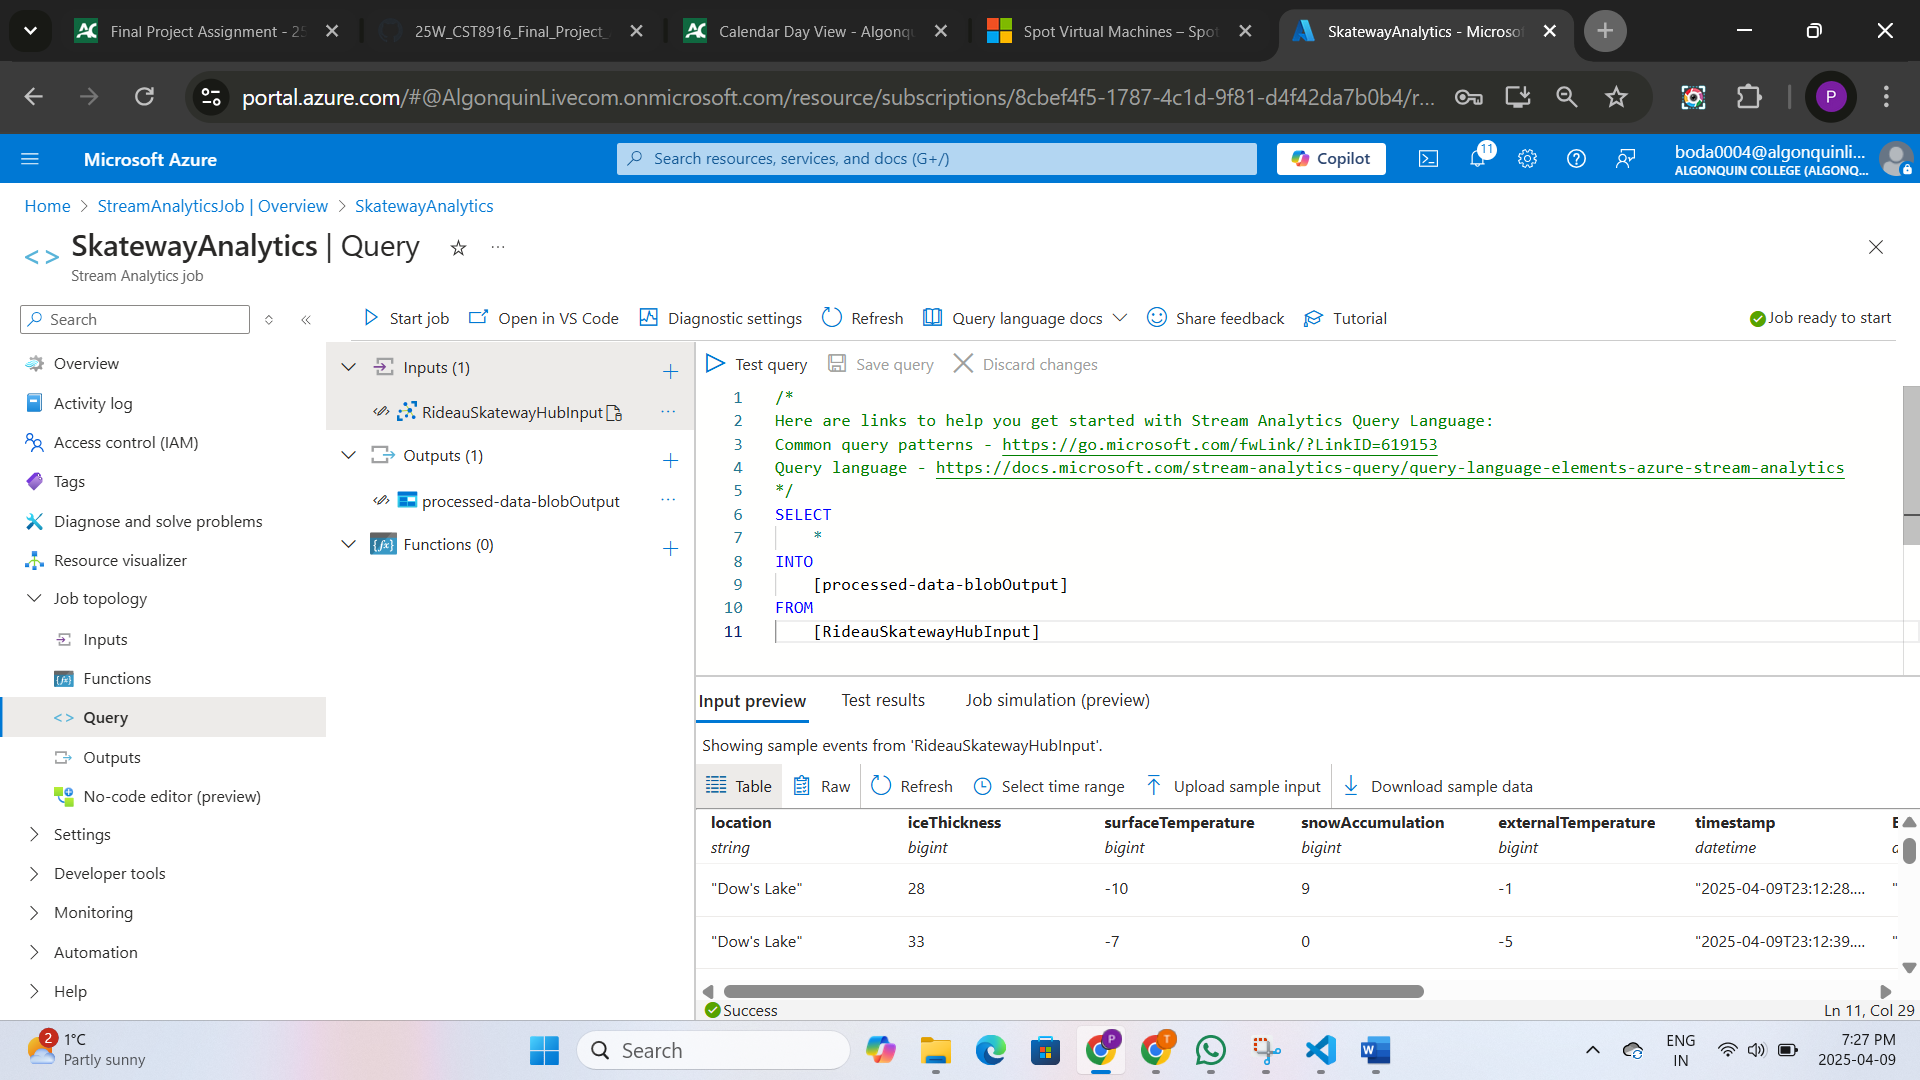 Final Project Assignment - 25
25W_CST8916_Final_Project_
Calendar Day View - Algonqu
Spot Virtual Machines – Spot
SkatewayAnalytics - Microsof
portal.azure.com/#@AlgonquinLivecom.onmicrosoft.com/resource/subscriptions/8cbef4f5-1787-4c1d-9f81-d4f42da7b0b4/r...
P
Microsoft Azure
Search resources, services, and docs (G+/)
Copilot
11
boda0004@algonquinli...
ALGONQUIN COLLEGE (ALGONQ...
Home > StreamAnalyticsJob | Overview > SkatewayAnalytics
SkatewayAnalytics | Query
Stream Analytics job
Search
Start job
Open in VS Code
Diagnostic settings
Refresh
Query language docs
Share feedback
Tutorial
Job ready to start
Overview
Activity log
Access control (IAM)
Tags
Diagnose and solve problems
Resource visualizer
Job topology
Inputs
Functions
Query
Outputs
No-code editor (preview)
Settings
Developer tools
Monitoring
Automation
Help
Inputs (1)
RideauSkatewayHubInput
Outputs (1)
processed-data-blobOutput
Functions (0)
Test query
Save query
Discard changes
1 /*
2 Here are links to help you get started with Stream Analytics Query Language:
3 Common query patterns - https://go.microsoft.com/fwLink/?LinkID=619153
4 Query language - https://docs.microsoft.com/stream-analytics-query/query-language-elements-azure-stream-analytics
5 */
6 SELECT
7 *
8 INTO
9 [processed-data-blobOutput]
10 FROM
11 [RideauSkatewayHubInput]
Input preview
Test results
Job simulation (preview)
Showing sample events from 'RideauSkatewayHubInput'.
Table
Raw
Refresh
Select time range
Upload sample input
Download sample data
location iceThickness surfaceTemperature snowAccumulation externalTemperature timestamp
string bigint bigint bigint bigint datetime
"Dow's Lake" 28 -10 9 -1 "2025-04-09T23:12:28.... "
"Dow's Lake" 33 -7 0 -5 "2025-04-09T23:12:39.... "
Success
Ln 11, Col 29
2
1°C
Partly sunny
Search
P
T
ENG
IN
7:27 PM
2025-04-09